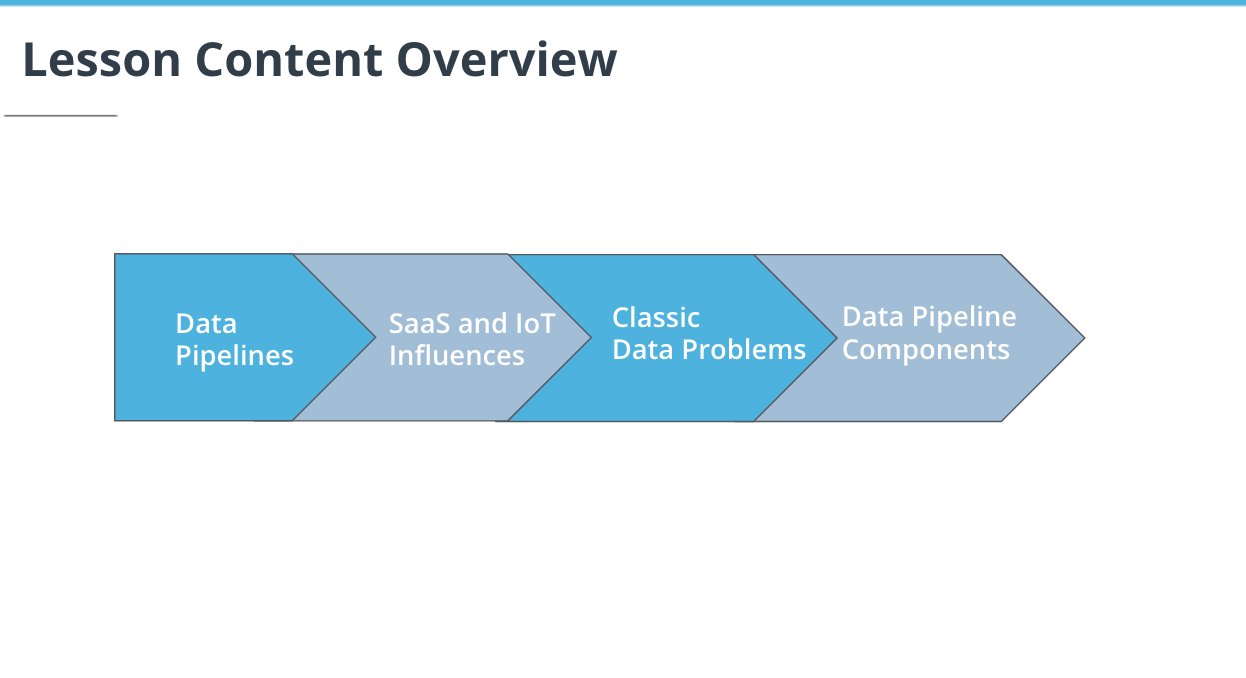 Lesson Content Overview
Data
Pipelines
SaaS and IoT
Influences
Classic
Data Problems
Data Pipeline
Components